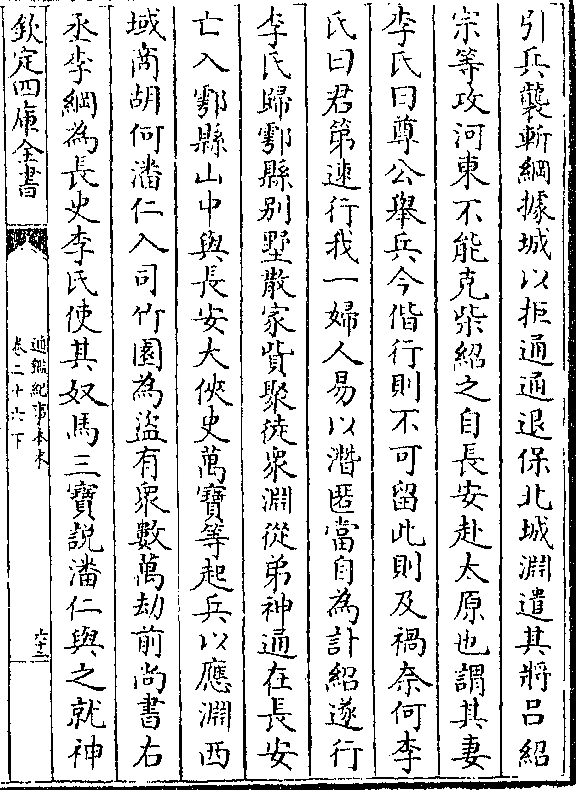 引兵襲斬綱據城以拒通通退保北城淵遣其將吕紹
宗等攻河東不能克柴紹之自長安赴太原也謂其妻
李氏曰尊公舉兵今偕行則不可留此則及禍奈何李
氏曰君第速行我一婦人易以潛匿當自為計紹遂行
李氏歸鄠縣别墅散家貲聚徒衆淵從弟神通在長安
亡入鄠縣山中與長安大俠史萬寶等起兵以應淵西
域商胡何潘仁入司竹園為盜有衆數萬劫前尚書右
丞李綱為長史李氏使其奴馬三寶説潘仁與之就神
欽定四庫全書
通鑑紀事本末
卷二十六下
六十三